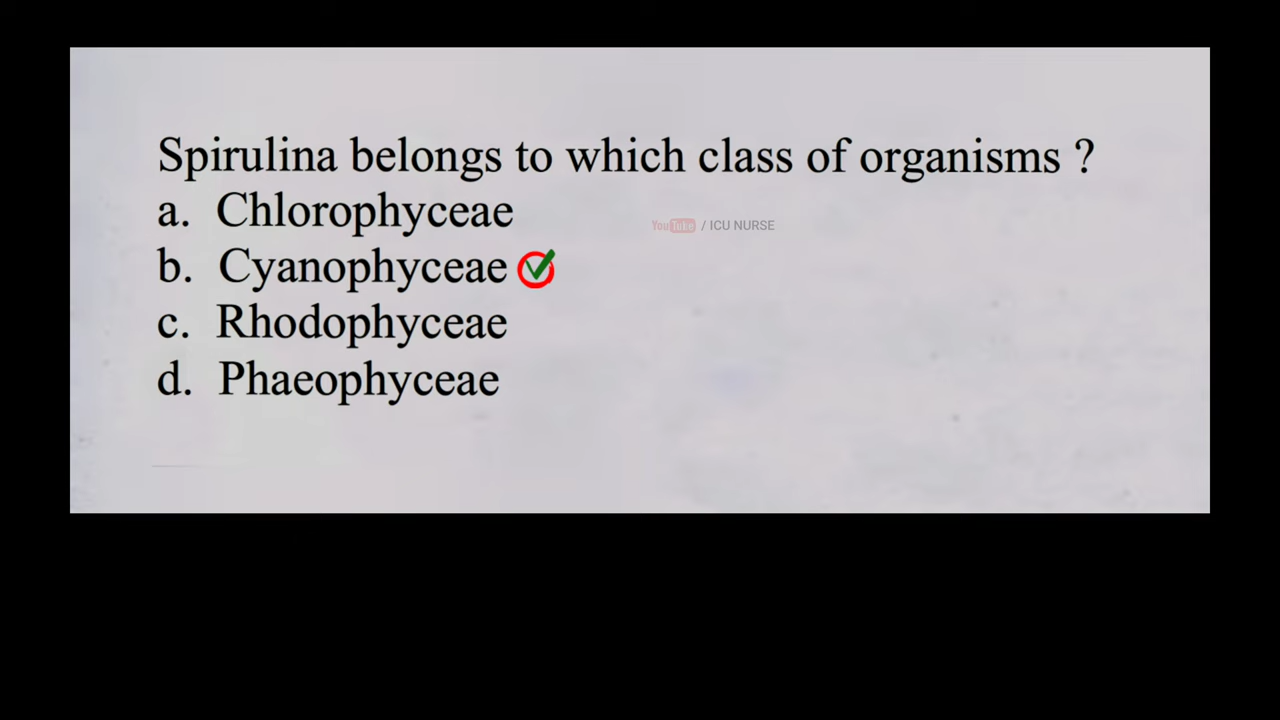 Spirulina belongs to which class of organisms ?
a. Chlorophyceae
YouTube / ICU NURSE
b. Cyanophyceae
c. Rhodophyceae
d. Phaeophyceae